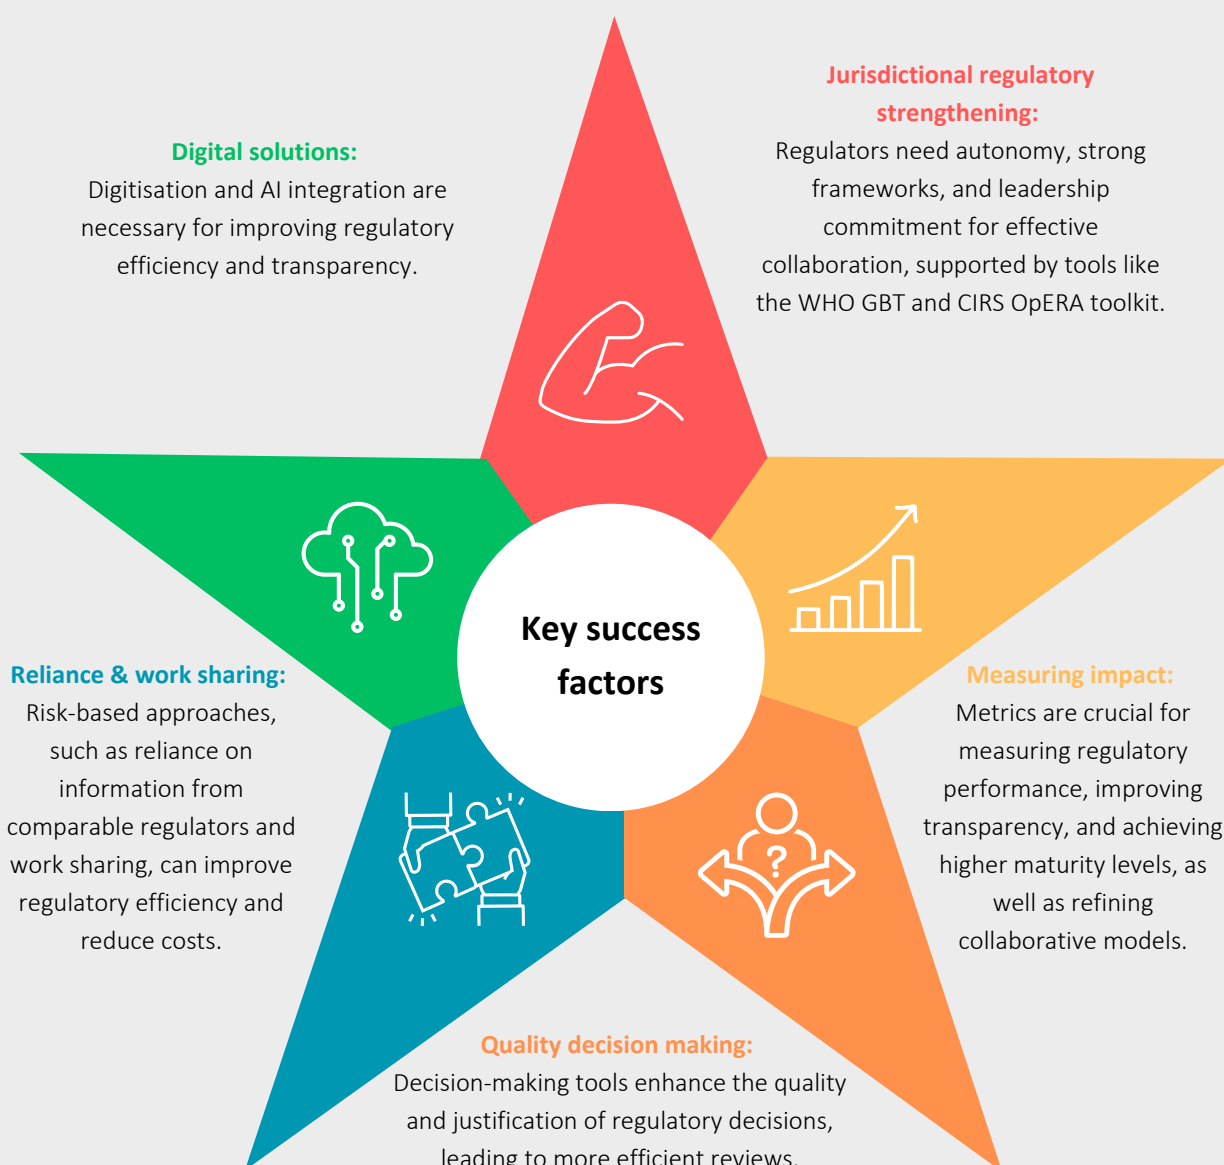 Jurisdictional regulatory
strengthening:
Regulators need autonomy, strong
frameworks, and leadership
commitment for effective
collaboration, supported by tools like
the WHO GBT and CIRS OpERA toolkit.
Digital solutions:
Digitisation and AI integration are
necessary for improving regulatory
efficiency and transparency.
Key success
factors
?
Reliance & work sharing:
Risk-based approaches,
such as reliance on
information from
comparable regulators and
work sharing, can improve
regulatory efficiency and
reduce costs.
Measuring impact:
Metrics are crucial for
measuring regulatory
performance, improving
transparency, and achieving
higher maturity levels, as
well as refining
collaborative models.
Quality decision making:
Decision-making tools enhance the quality
and justification of regulatory decisions,
leading to more efficient reviews.